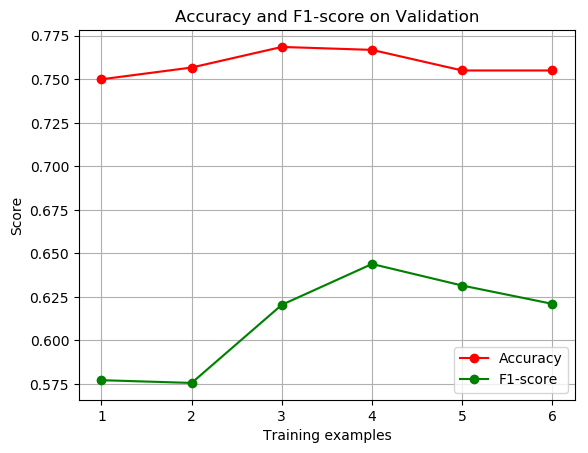 Accuracy and F1-score on Validation
0.775
0.750
0.725
0.700
0.675
0.650
0.625
0.600
0.575
Score
1 2 3 4 5 6
Training examples
Accuracy
F1-score